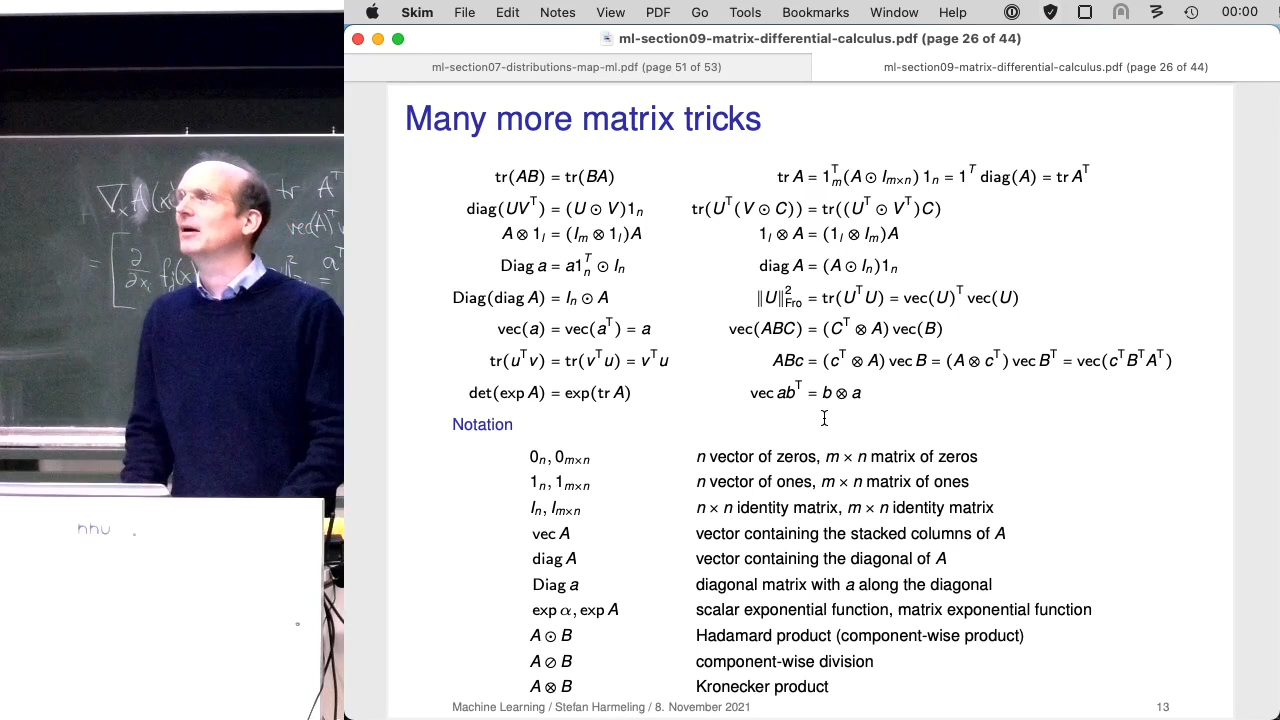 Skim File Edit Notes View PDF Go Tools Bookmarks Window Help 00:00
ml-section09-matrix-differential-calculus.pdf (page 26 of 44)
ml-section07-distributions-map-ml.pdf (page 51 of 53) ml-section09-matrix-differential-calculus.pdf (page 26 of 44)
Many more matrix tricks
tr(AB) = tr(BA) tr A = 1ₘᵀ(A ⊙ Iₘ×ₙ) 1ₙ = 1ᵀ diag(A) = tr Aᵀ
diag(UVᵀ) = (U ⊙ V)1ₙ tr(Uᵀ(V ⊙ C)) = tr((Uᵀ ⊙ Vᵀ)C)
A ⊗ 1ₗ = (Iₘ ⊗ 1ₗ)A 1ₗ ⊗ A = (1ₗ ⊗ Iₘ)A
Diag a = a1ₙᵀ ⊙ Iₙ diag A = (A ⊙ Iₙ)1ₙ
Diag(diag A) = Iₙ ⊙ A ‖U‖²Fro = tr(UᵀU) = vec(U)ᵀ vec(U)
vec(a) = vec(aᵀ) = a vec(ABC) = (Cᵀ ⊗ A) vec(B)
tr(uᵀv) = tr(vᵀu) = vᵀu ABc = (cᵀ ⊗ A) vec B = (A ⊗ cᵀ) vec Bᵀ = vec(cᵀBᵀAᵀ)
det(exp A) = exp(tr A) vec abᵀ = b ⊗ a
Notation
0ₙ, 0ₘ×ₙ n vector of zeros, m × n matrix of zeros
1ₙ, 1ₘ×ₙ n vector of ones, m × n matrix of ones
Iₙ, Iₘ×ₙ n × n identity matrix, m × n identity matrix
vec A vector containing the stacked columns of A
diag A vector containing the diagonal of A
Diag a diagonal matrix with a along the diagonal
exp α, exp A scalar exponential function, matrix exponential function
A ⊙ B Hadamard product (component-wise product)
A ⊘ B component-wise division
A ⊗ B Kronecker product
Machine Learning / Stefan Harmeling / 8. November 2021 13
∇ₓ A(x) tr Aᵀ
hhu